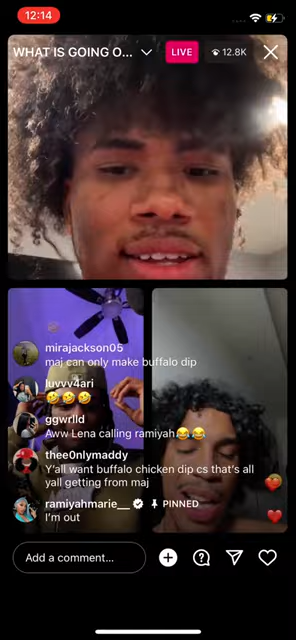 12:14
WHAT IS GOING O...
LIVE
12.8K
mirajackson05
maj can only make buffalo dip
luvvv4ari
🤣🤣🤣
ggwrlld
Aww Lena calling ramiyah😂😂
thee0nlymaddy
Y'all want buffalo chicken dip cs that's all
yall getting from maj
ramiyahmarie__ PINNED
I'm out
Add a comment...